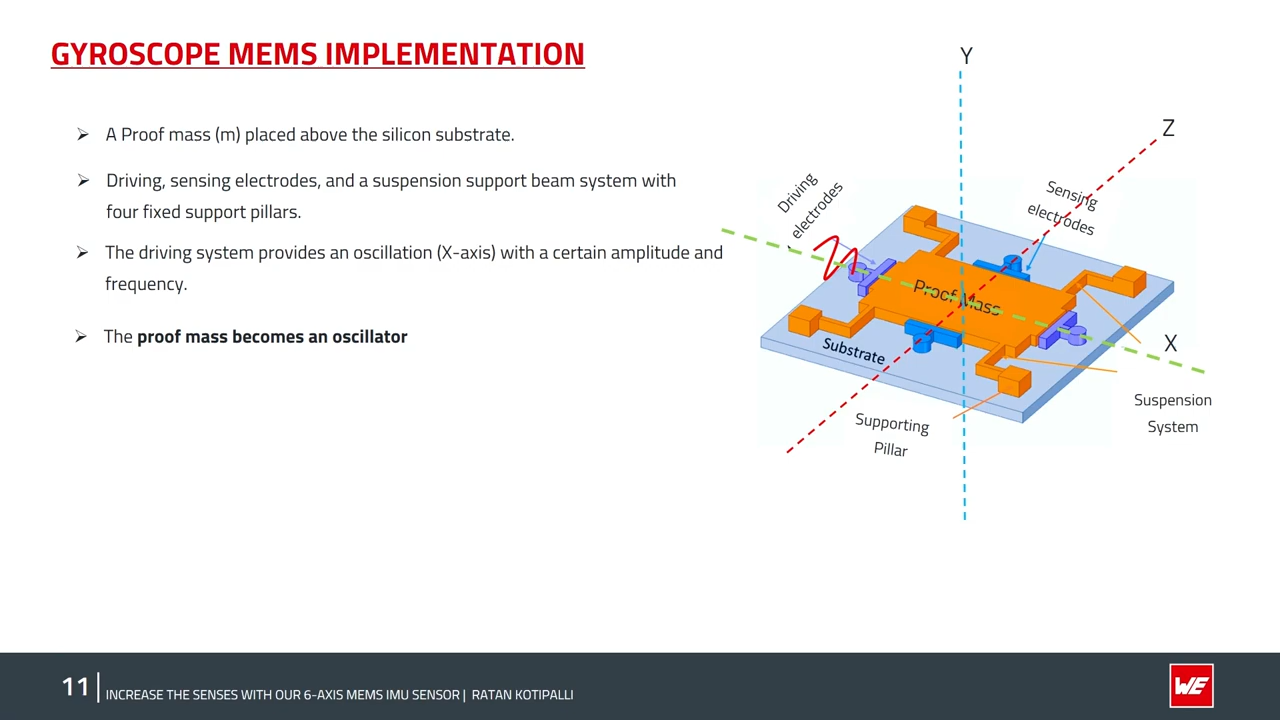 GYROSCOPE MEMS IMPLEMENTATION
A Proof mass (m) placed above the silicon substrate.
Driving, sensing electrodes, and a suspension support beam system with
four fixed support pillars.
The driving system provides an oscillation (X-axis) with a certain amplitude and
frequency.
The proof mass becomes an oscillator
Y
Z
Driving
electrodes
Sensing
electrodes
Proof Mass
Substrate
X
Supporting
Pillar
Suspension
System
11
INCREASE THE SENSES WITH OUR 6-AXIS MEMS IMU SENSOR | RATAN KOTIPALLI
WE